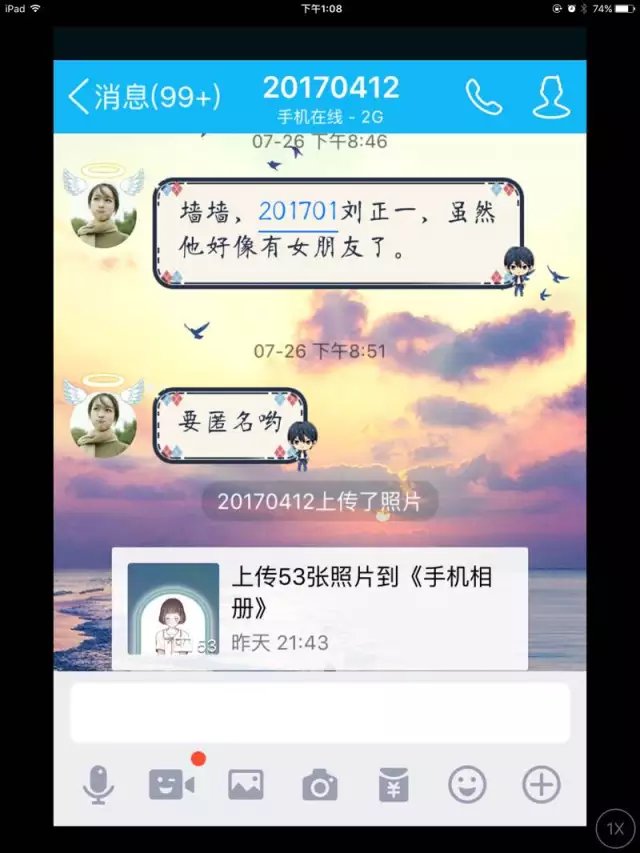 iPad 下午1:08 74%
消息(99+) 20170412
手机在线 - 2G
07-26 下午8:46
墙墙，201701刘正一，虽然
他好像有女朋友了。
07-26 下午8:51
要匿名哟
20170412上传了照片
上传53张照片到《手机相
册》
53
昨天 21:43
¥
1X